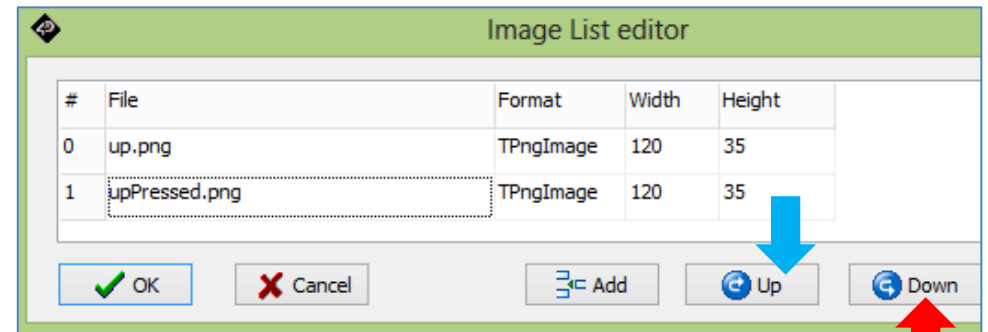 Image List editor
# File Format Width Height
0 up.png TPngImage 120 35
1 upPressed.png TPngImage 120 35
OK Cancel Add Up Down